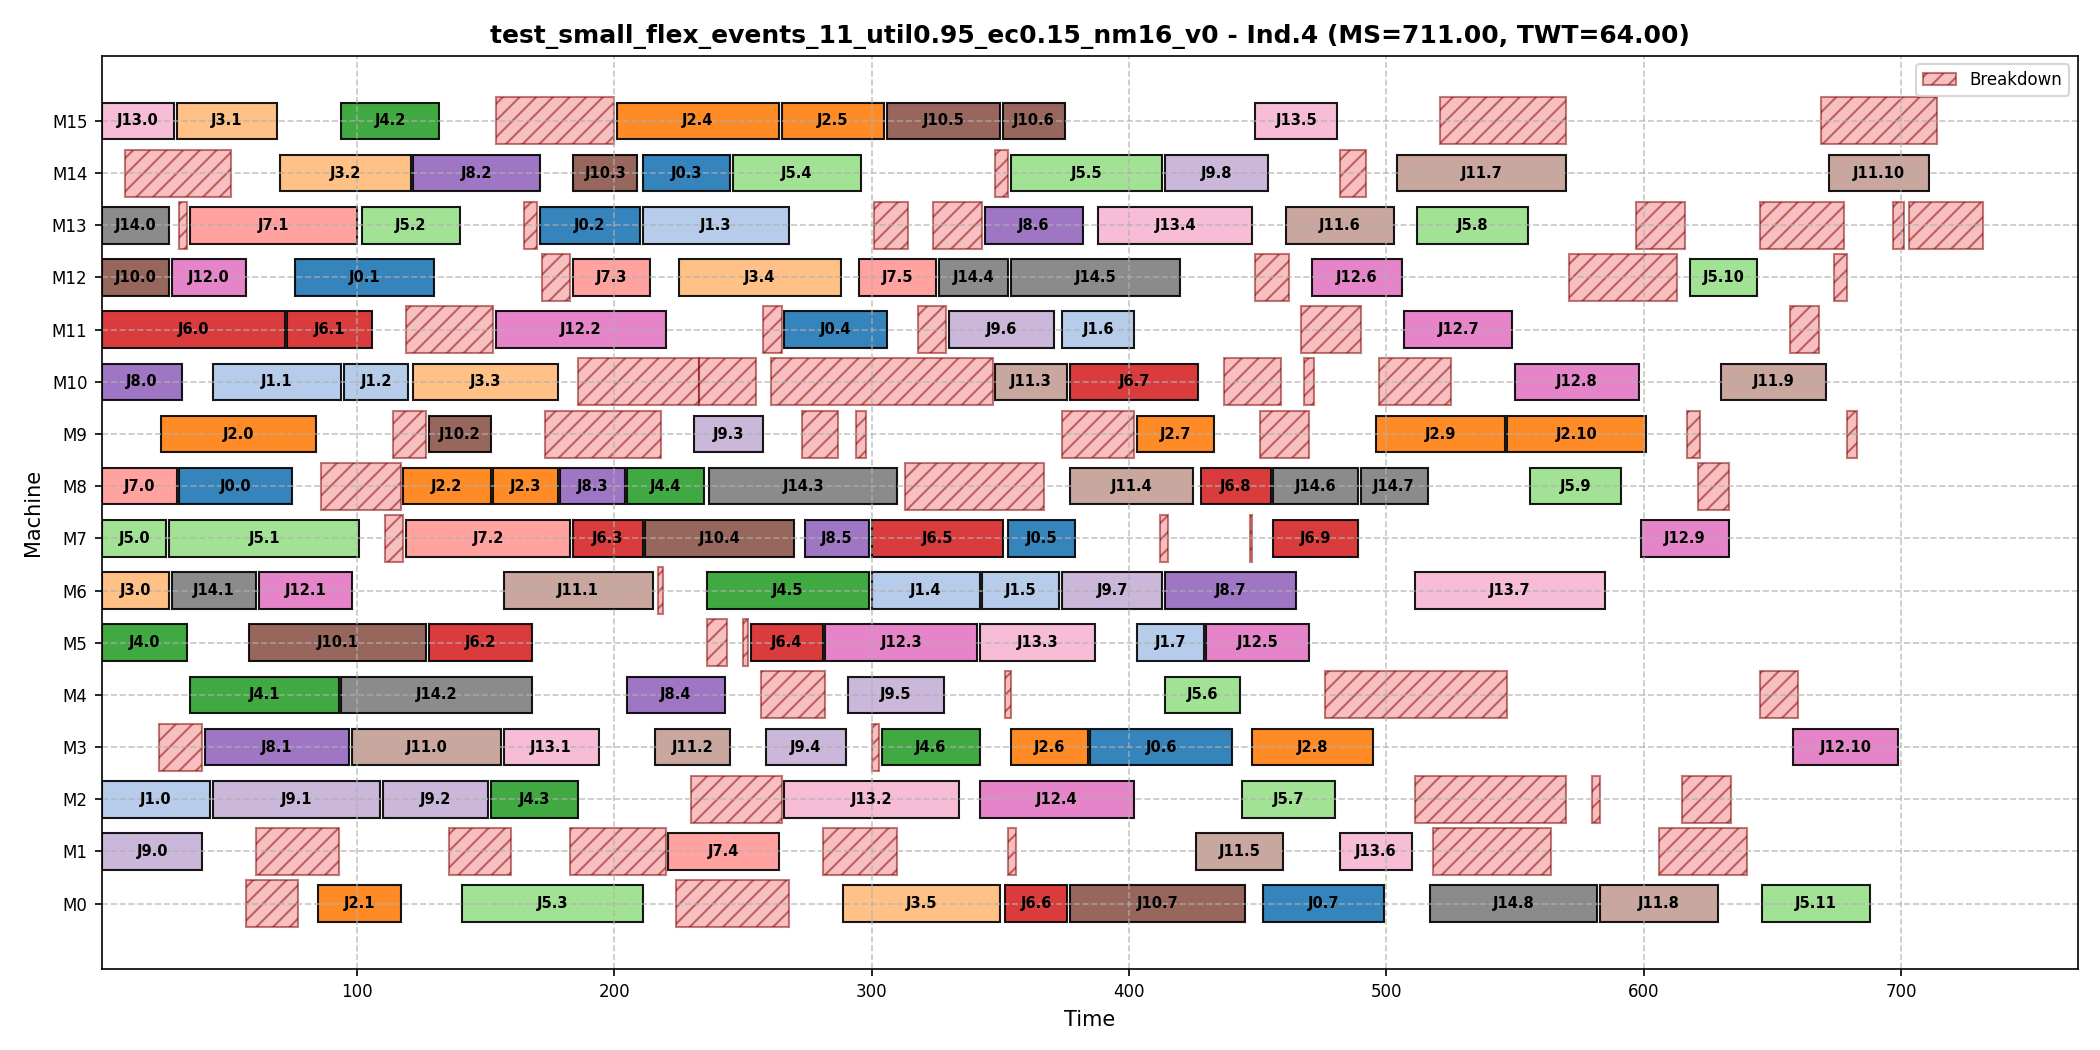 test_small_flex_events_11_util0.95_ec0.15_nm16_v0 - Ind.4 (MS=711.00, TWT=64.00)
Breakdown
M15 J13.0 J3.1 J4.2 J2.4 J2.5 J10.5 J10.6 J13.5
M14 J3.2 J8.2 J10.3 J0.3 J5.4 J5.5 J9.8 J11.7 J11.10
M13 J14.0 J7.1 J5.2 J0.2 J1.3 J8.6 J13.4 J11.6 J5.8
M12 J10.0 J12.0 J0.1 J7.3 J3.4 J7.5 J14.4 J14.5 J12.6 J5.10
M11 J6.0 J6.1 J12.2 J0.4 J9.6 J1.6 J12.7
M10 J8.0 J1.1 J1.2 J3.3 J11.3 J6.7 J12.8 J11.9
M9 J2.0 J10.2 J9.3 J2.7 J2.9 J2.10
M8 J7.0 J0.0 J2.2 J2.3 J8.3 J4.4 J14.3 J11.4 J6.8 J14.6 J14.7 J5.9
M7 J5.0 J5.1 J7.2 J6.3 J10.4 J8.5 J6.5 J0.5 J6.9 J12.9
M6 J3.0 J14.1 J12.1 J11.1 J4.5 J1.4 J1.5 J9.7 J8.7 J13.7
M5 J4.0 J10.1 J6.2 J6.4 J12.3 J13.3 J1.7 J12.5
M4 J4.1 J14.2 J8.4 J9.5 J5.6
M3 J8.1 J11.0 J13.1 J11.2 J9.4 J4.6 J2.6 J0.6 J2.8 J12.10
M2 J1.0 J9.1 J9.2 J4.3 J13.2 J12.4 J5.7
M1 J9.0 J7.4 J11.5 J13.6
M0 J2.1 J5.3 J3.5 J6.6 J10.7 J0.7 J14.8 J11.8 J5.11
Machine
100 200 300 400 500 600 700
Time